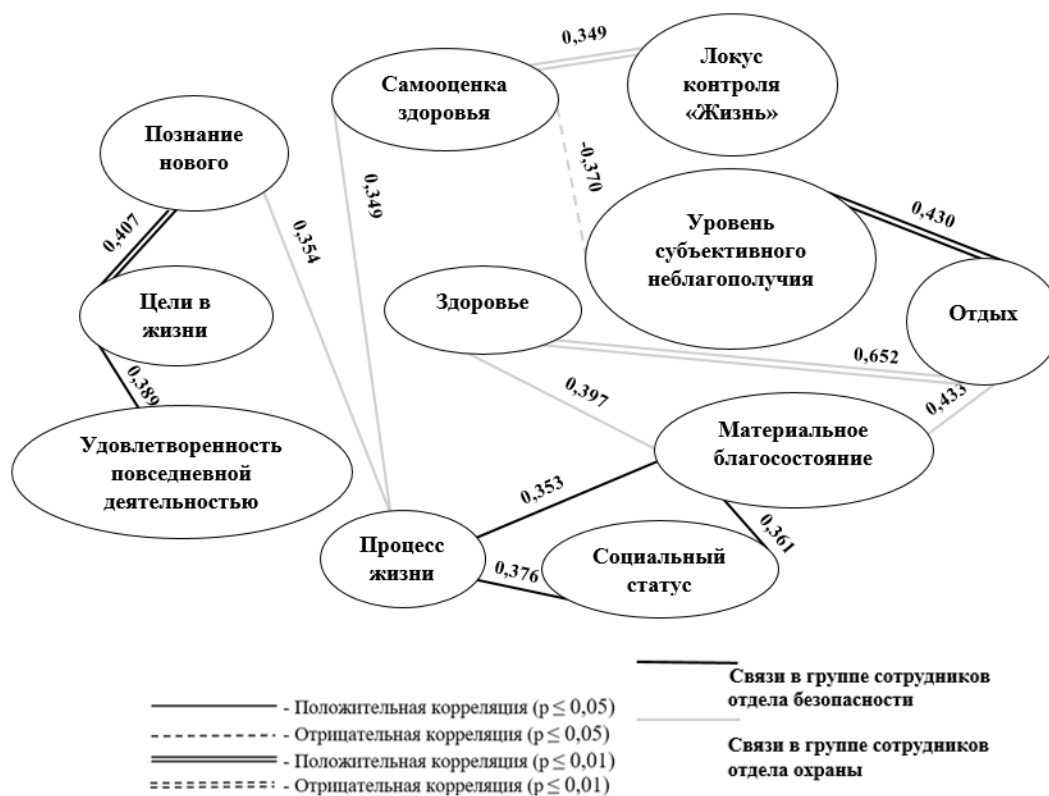 0,349
Локус
контроля
«Жизнь»
Самооценка
здоровья
Познание
нового
-0,370
0,349
0,407
0,354
0,430
Уровень
субъективного
неблагополучия
Цели в
жизни
Здоровье
Отдых
0,652
0,389
0,397
0,433
Удовлетворенность
повседневной
деятельностью
Материальное
благосостояние
0,353
0,361
Процесс
жизни
0,376
Социальный
статус
- Положительная корреляция (p ≤ 0,05)
- Отрицательная корреляция (p ≤ 0,05)
- Положительная корреляция (p ≤ 0,01)
- Отрицательная корреляция (p ≤ 0,01)
Связи в группе сотрудников
отдела безопасности
Связи в группе сотрудников
отдела охраны